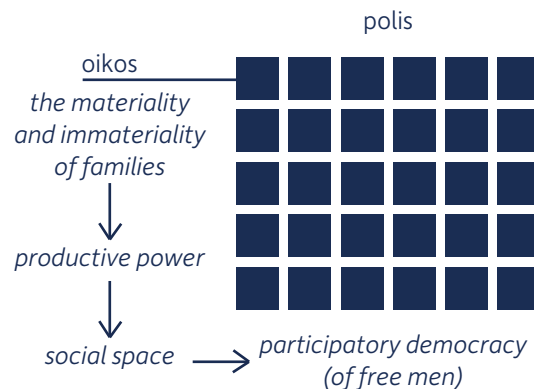 polis
oikos
the materiality
and immateriality
of families
productive power
social space
participatory democracy
(of free men)